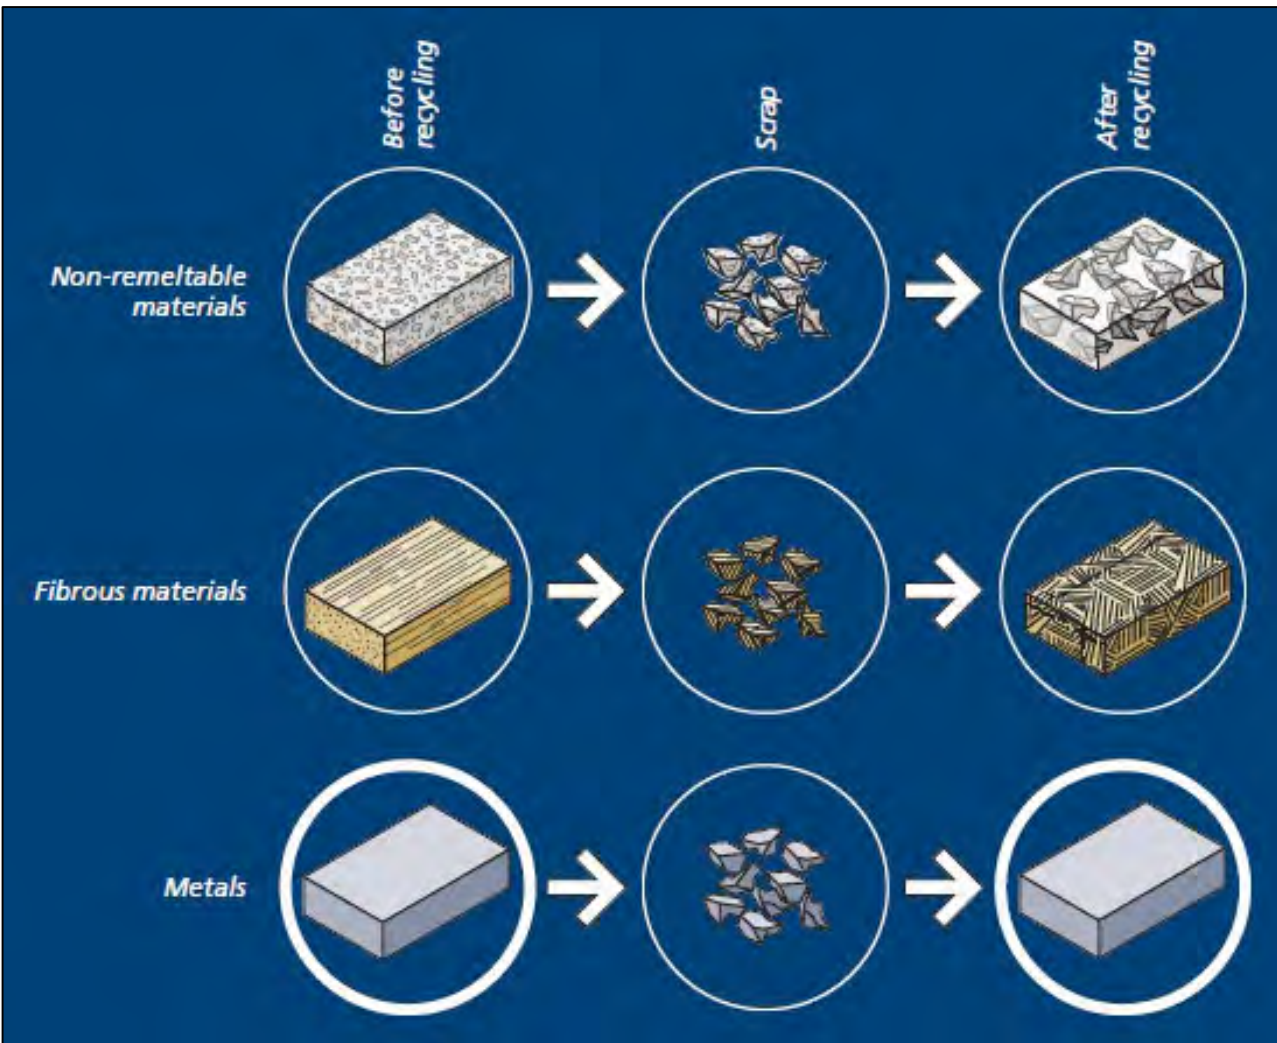 Before
recycling
Scrap
After
recycling
Non-remeltable
materials
Fibrous materials
Metals